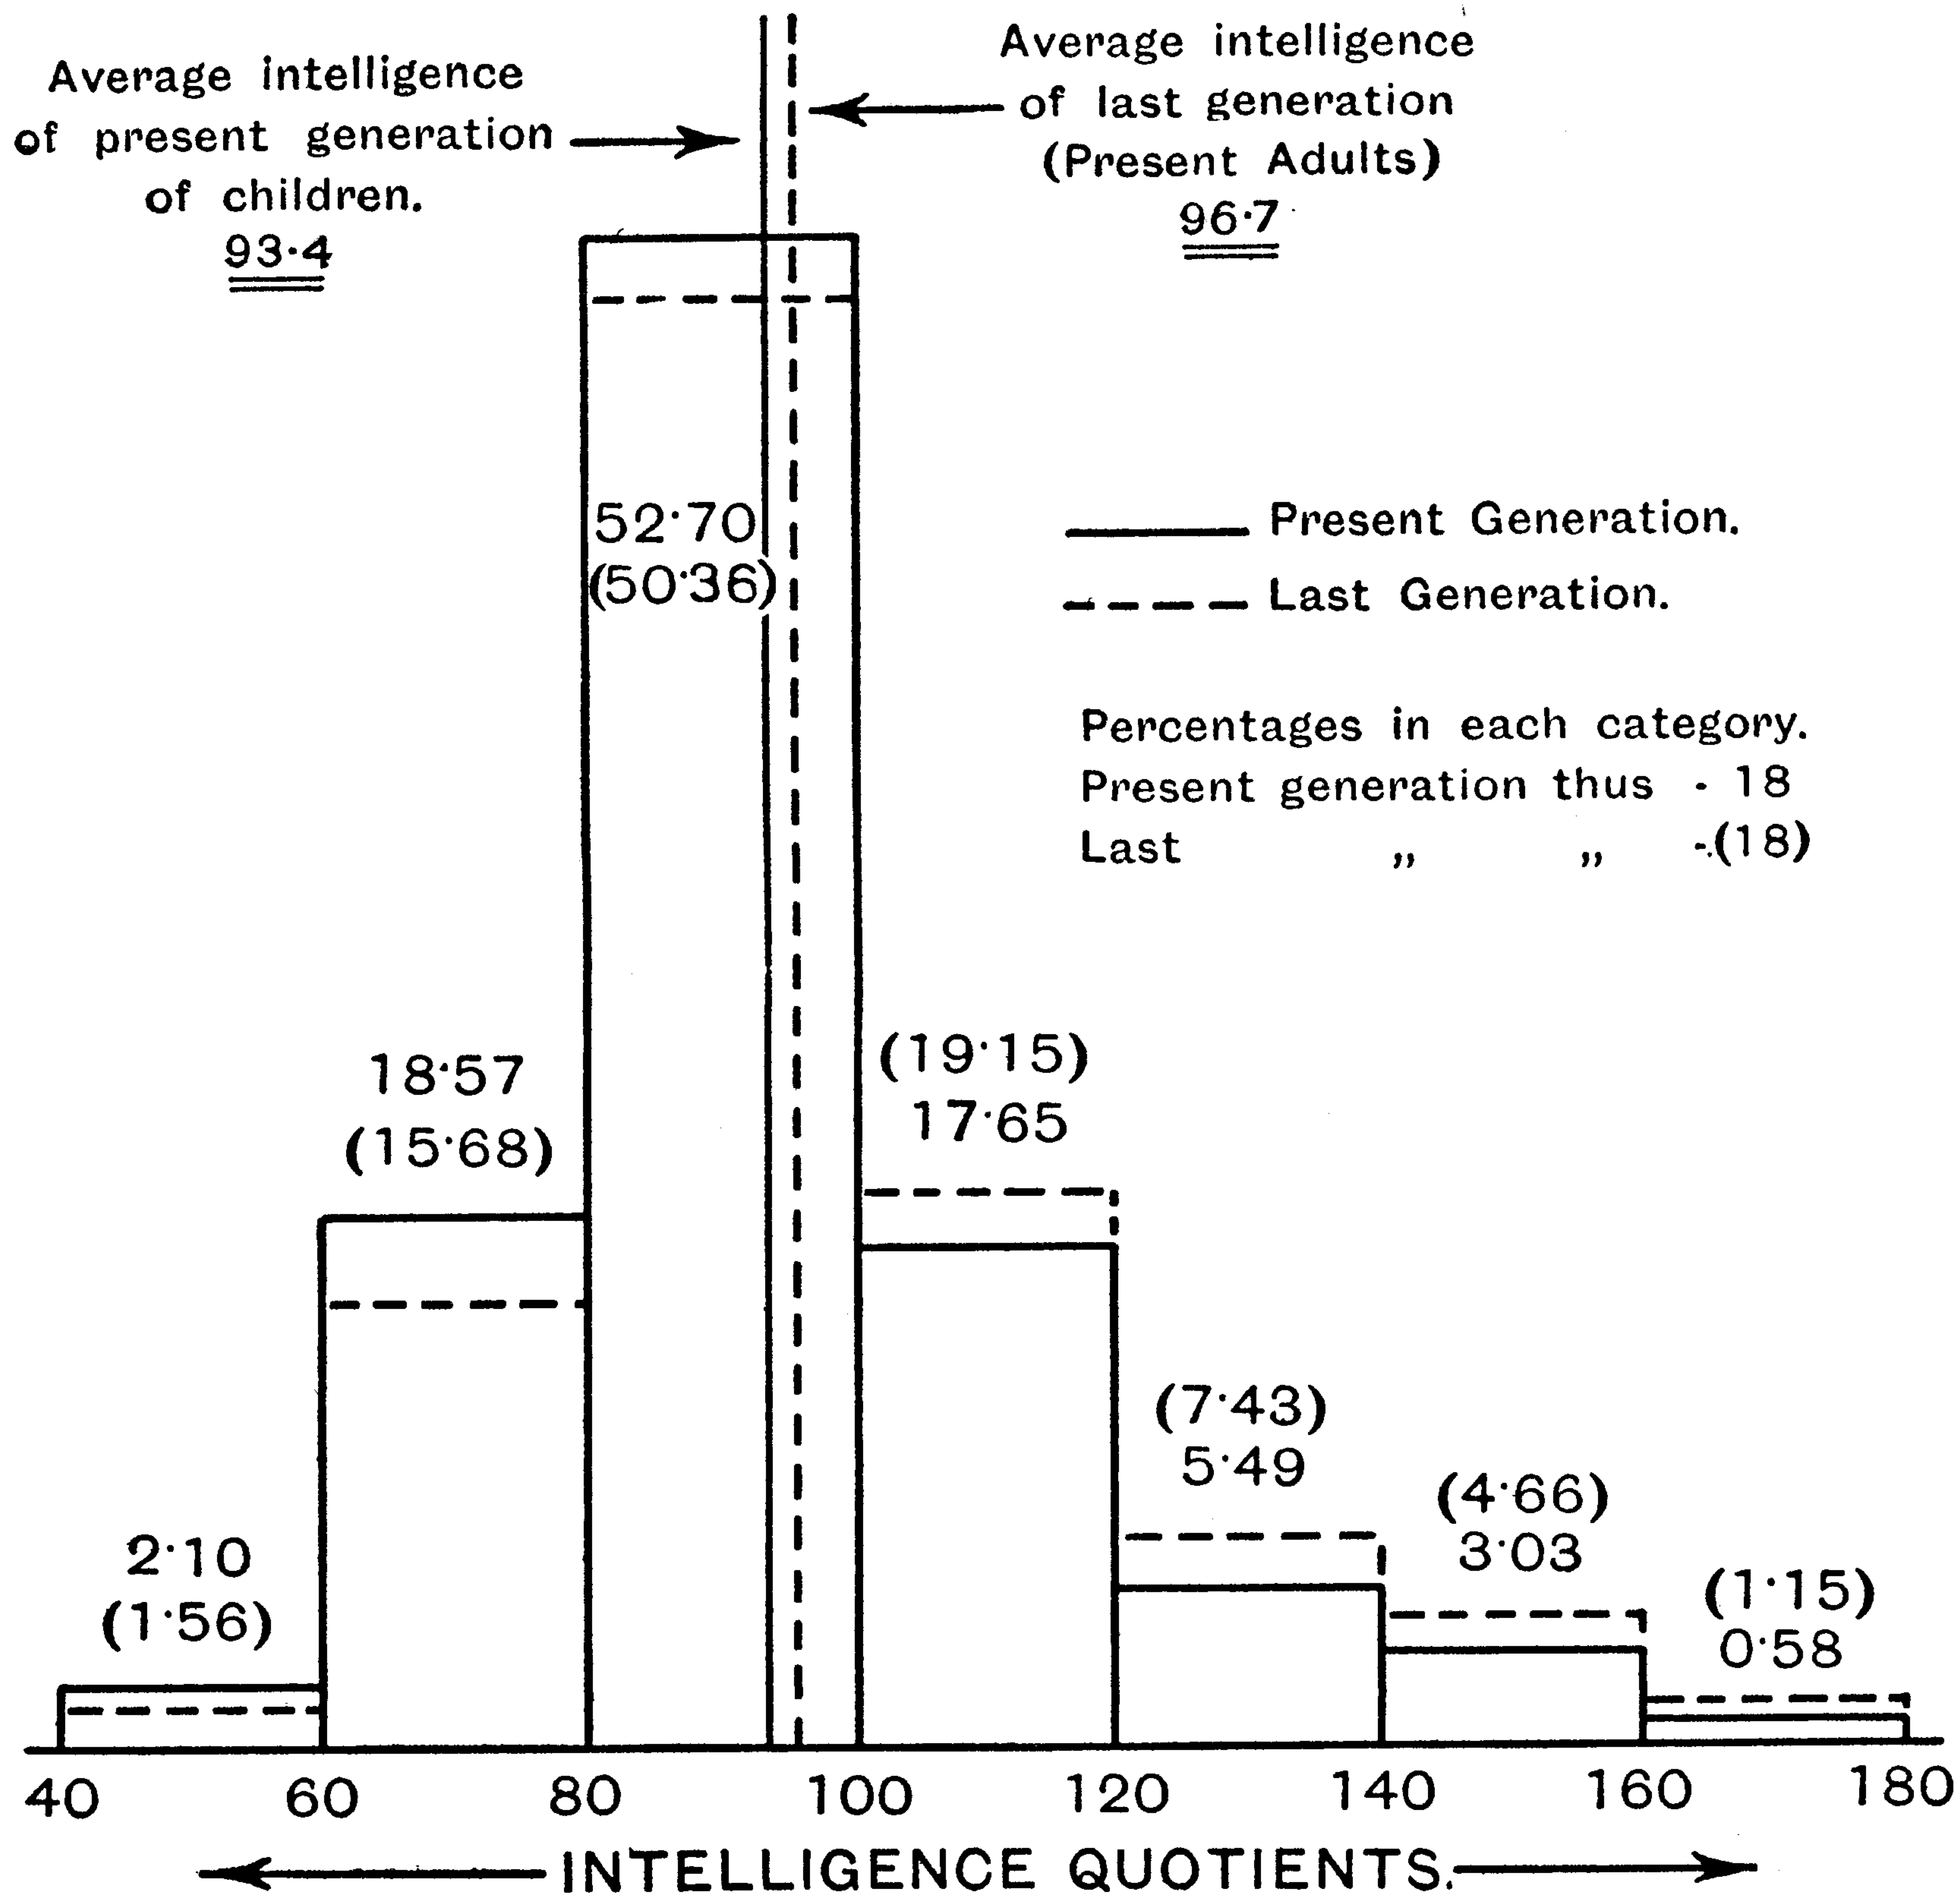 Average intelligence
of present generation
of children.
93·4
Average intelligence
of last generation
(Present Adults)
96·7
52·70
(50·36)
Present Generation.
Last Generation.
Percentages in each category.
Present generation thus - 18
Last „ „ -(18)
18·57
(15·68)
(19·15)
17·65
(7·43)
5·49
(4·66)
3·03
2·10
(1·56)
(1·15)
0·58
40 60 80 100 120 140 160 180
INTELLIGENCE QUOTIENTS.